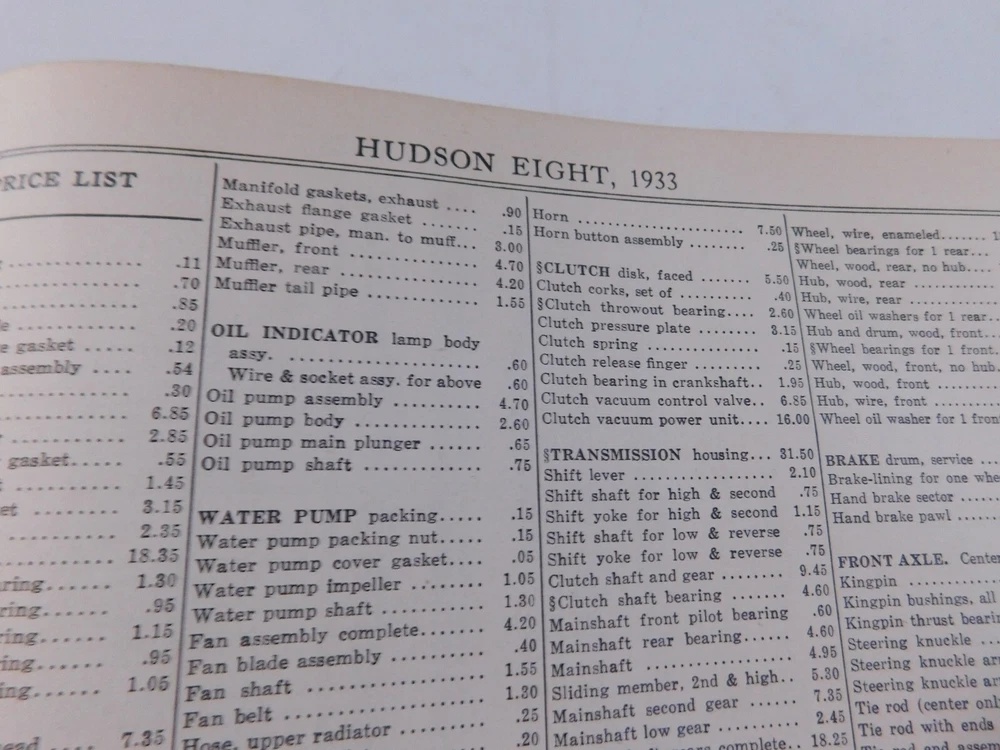 HUDSON EIGHT, 1933
PRICE LIST
.11
.70
.85
.20
gasket ..... .12
assembly ... .54
.30
6.85
2.85
gasket..... .55
1.45
3.15
2.35
18.35
1.30
.95
1.15
.95
1.05
7.35
Manifold gaskets, exhaust .... .90
Exhaust flange gasket ....... .15
Exhaust pipe, man. to muff... 3.00
Muffler, front .............. 4.70
Muffler, rear ............... 4.20
Muffler tail pipe ............ 1.55
OIL INDICATOR lamp body
assy. .................... .60
Wire & socket assy. for above .60
Oil pump assembly .......... 4.70
Oil pump body ............. 2.60
Oil pump main plunger ...... .65
Oil pump shaft ............ .75
WATER PUMP packing..... .15
Water pump packing nut..... .15
Water pump cover gasket.... .05
Water pump impeller ....... 1.05
Water pump shaft .......... 1.30
Fan assembly complete....... 4.20
Fan blade assembly .......... .40
Fan shaft .................. 1.55
Fan belt ................... 1.30
Hose, upper radiator ....... .25
.20
Horn ...................... 7.50
Horn button assembly ........ .25
§CLUTCH disk, faced ....... 5.50
Clutch corks, set of .......... .40
§Clutch throwout bearing.... 2.60
Clutch pressure plate ........ 3.15
Clutch spring ............... .15
Clutch release finger ......... .25
Clutch bearing in crankshaft.. 1.95
Clutch vacuum control valve.. 6.85
Clutch vacuum power unit.... 16.00
§TRANSMISSION housing... 31.50
Shift lever ................. 2.10
Shift shaft for high & second .75
Shift yoke for high & second 1.15
Shift shaft for low & reverse .75
Shift yoke for low & reverse .75
Clutch shaft and gear ........ 9.45
§Clutch shaft bearing ....... 4.60
Mainshaft front pilot bearing .60
Mainshaft rear bearing...... 4.60
Mainshaft .................. 4.95
Sliding member, 2nd & high.. 5.30
Mainshaft second gear ...... 7.35
Mainshaft low gear ......... 2.45
complete.. 18.25
Wheel, wire, enameled.......
§Wheel bearings for 1 rear...
Wheel, wood, rear, no hub....
Hub, wood, rear ............
Hub, wire, rear ............
Wheel oil washers for 1 rear..
Hub and drum, wood, front...
§Wheel bearings for 1 front.
Wheel, wood, front, no hub.
Hub, wood, front ..........
Hub, wire, front ..........
Wheel oil washer for 1
BRAKE drum, service ...
Brake-lining for one
Hand brake sector ......
Hand brake pawl ......
FRONT AXLE.
Kingpin ............
Kingpin bushings, all
Kingpin thrust
Steering knuckle ...
Steering knuckle
Steering knuckle
Tie rod (center
Tie rod with ends